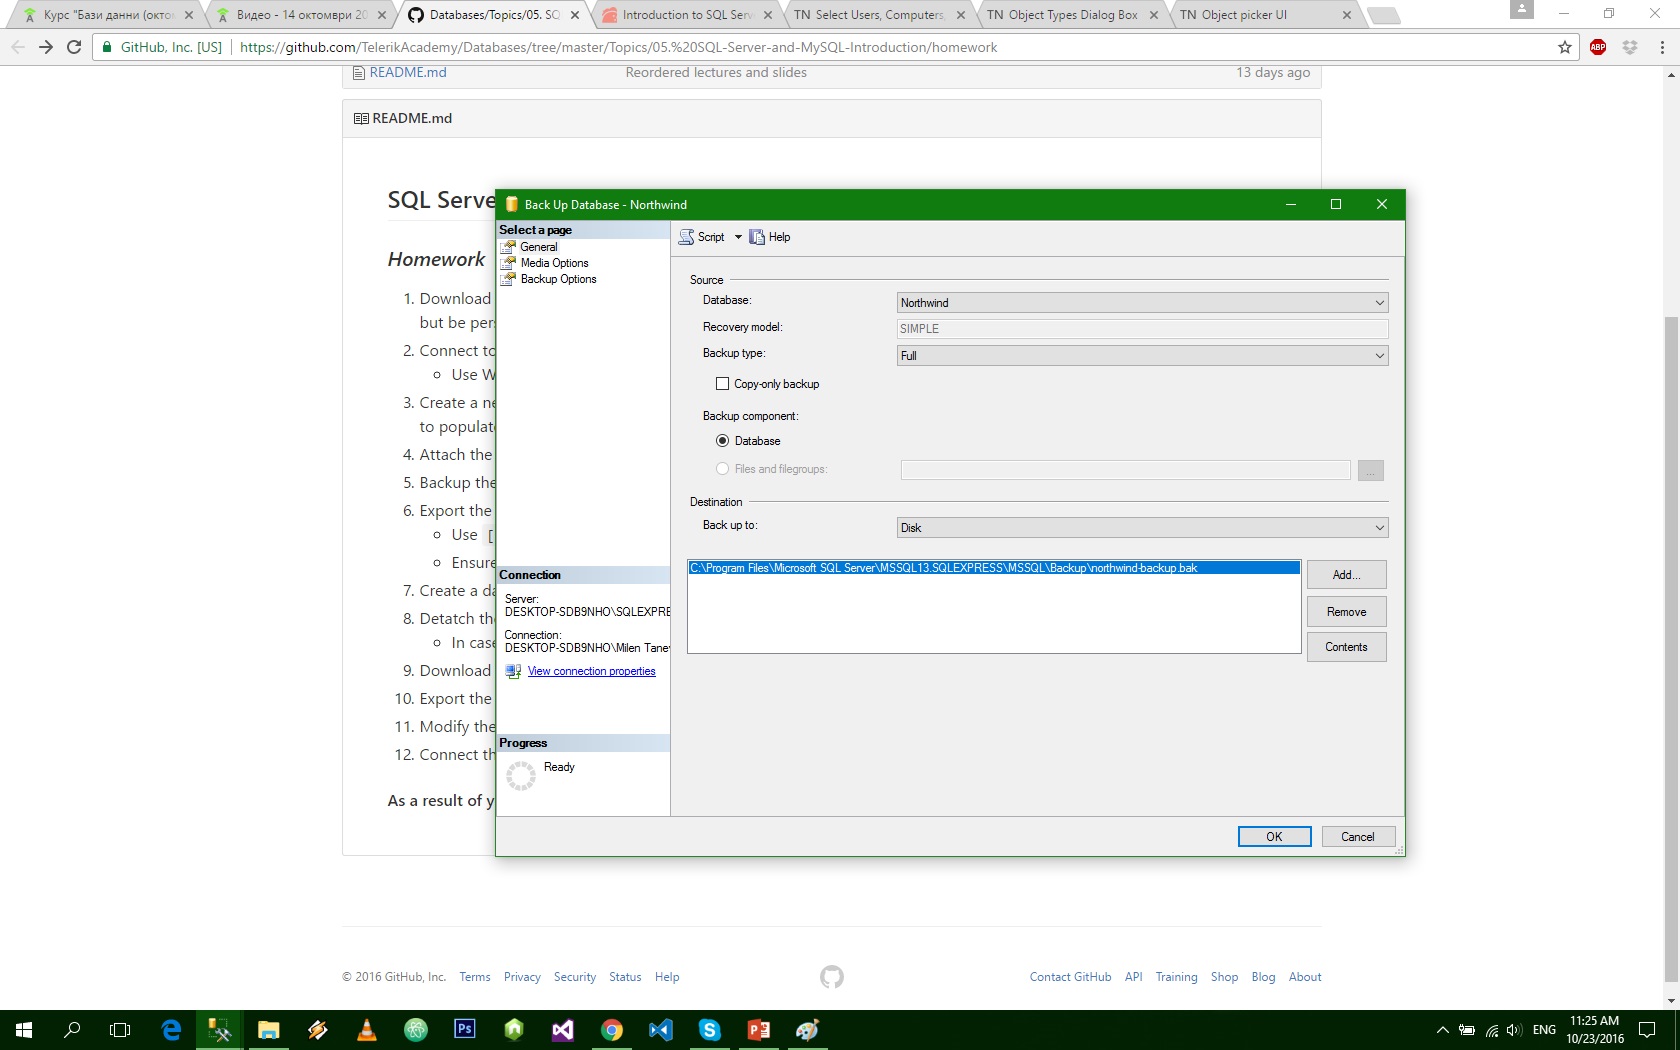 Курс "Бази данни (окто
Видео - 14 октомври 20
Databases/Topics/05. SQ
Introduction to SQL Serv
TN Select Users, Computers,
TN Object Types Dialog Box
TN Object picker UI
GitHub, Inc. [US] https://github.com/TelerikAcademy/Databases/tree/master/Topics/05.%20SQL-Server-and-MySQL-Introduction/homework
ABP
README.md Reordered lectures and slides 13 days ago
README.md
SQL Serve
Homework
1. Download
but be pers
2. Connect to
Use W
3. Create a ne
to populate
4. Attach the
5. Backup the
6. Export the
Use [
Ensure
7. Create a da
8. Detatch the
In case
9. Download
10. Export the
11. Modify the
12. Connect th
As a result of y
Back Up Database - Northwind
Select a page
General
Media Options
Backup Options
Connection
Server:
DESKTOP-SDB9NHO\SQLEXPRE
Connection:
DESKTOP-SDB9NHO\Milen Tanev
View connection properties
Progress
Ready
Script Help
Source
Database: Northwind
Recovery model: SIMPLE
Backup type: Full
Copy-only backup
Backup component:
Database
Files and filegroups: ...
Destination
Back up to: Disk
C:\Program Files\Microsoft SQL Server\MSSQL13.SQLEXPRESS\MSSQL\Backup\northwind-backup.bak
Add...
Remove
Contents
OK Cancel
© 2016 GitHub, Inc. Terms Privacy Security Status Help Contact GitHub API Training Shop Blog About
Ps
ENG
11:25 AM
10/23/2016